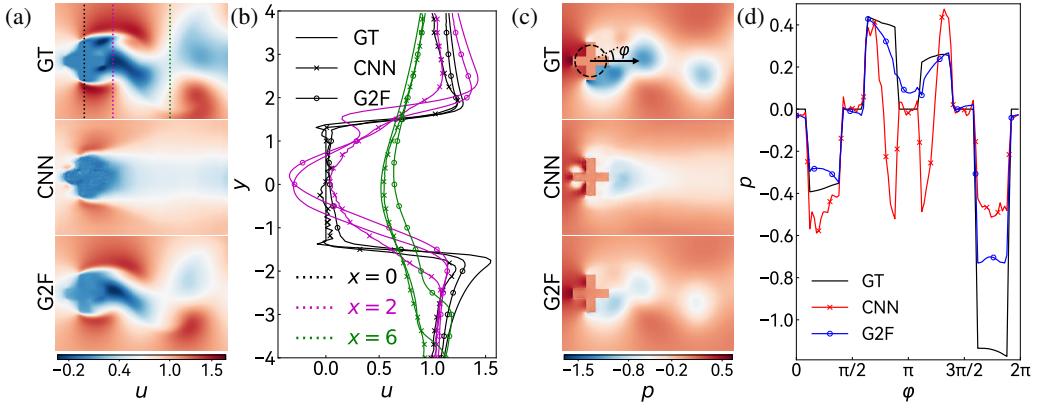 (a)
GT
CNN
G2F
−0.2 0.4 1.0 1.5
u
(b)
GT
CNN
G2F
4
3
2
1
0
−1
−2
−3
−4
y
x = 0
x = 2
x = 6
0.0 0.5 1.0 1.5
u
(c)
φ
GT
CNN
G2F
−1.5 −0.8 0.0 0.5
p
(d)
0.4
0.2
0.0
−0.2
−0.4
−0.6
−0.8
−1.0
p
GT
CNN
G2F
0 π/2 π 3π/2 2π
φ